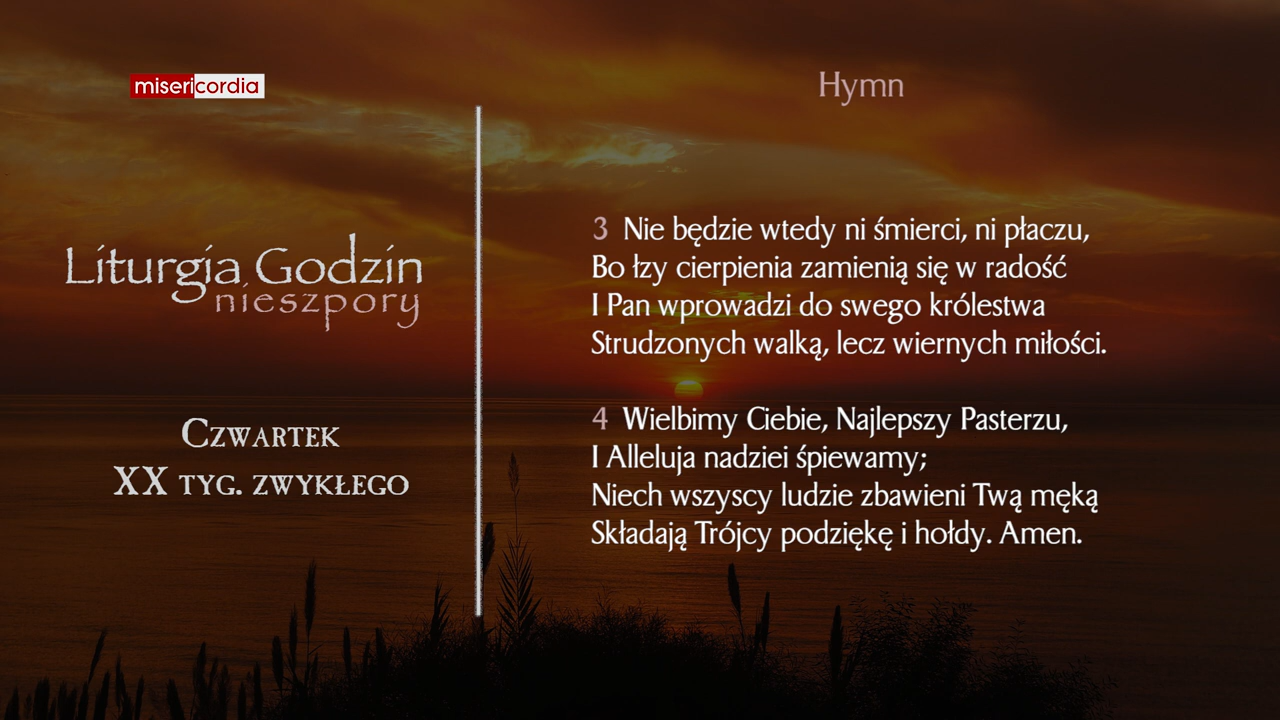 misericordia
Liturgia Godzin
nieszpory
Czwartek
XX tyg. zwykłego
Hymn
3 Nie będzie wtedy ni śmierci, ni płaczu,
Bo łzy cierpienia zamienią się w radość
I Pan wprowadzi do swego królestwa
Strudzonych walką, lecz wiernych miłości.
4 Wielbimy Ciebie, Najlepszy Pasterzu,
I Alleluja nadziei śpiewamy;
Niech wszyscy ludzie zbawieni Twą męką
Składają Trójcy podziękę i hołdy. Amen.